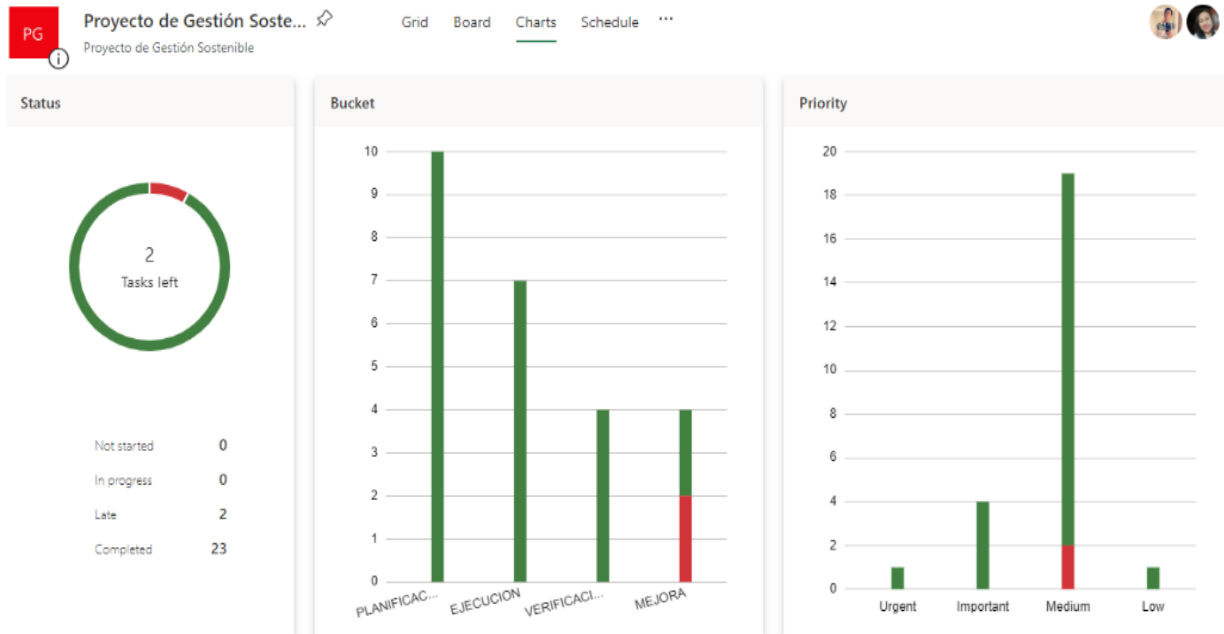 PG
Proyecto de Gestión Soste...
Proyecto de Gestión Sostenible
Grid Board Charts Schedule ...
Status
2
Tasks left
Not started 0
In progress 0
Late 2
Completed 23
Bucket
10
9
8
7
6
5
4
3
2
1
0
PLANIFICAC... EJECUCION VERIFICACI... MEJORA
Priority
20
18
16
14
12
10
8
6
4
2
0
Urgent Important Medium Low